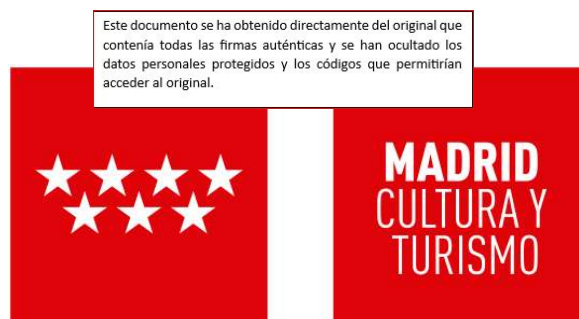 Este documento se ha obtenido directamente del original que
contenía todas las firmas auténticas y se han ocultado los
datos personales protegidos y los códigos que permitirían
acceder al original.
MADRID
CULTURA Y
TURISMO